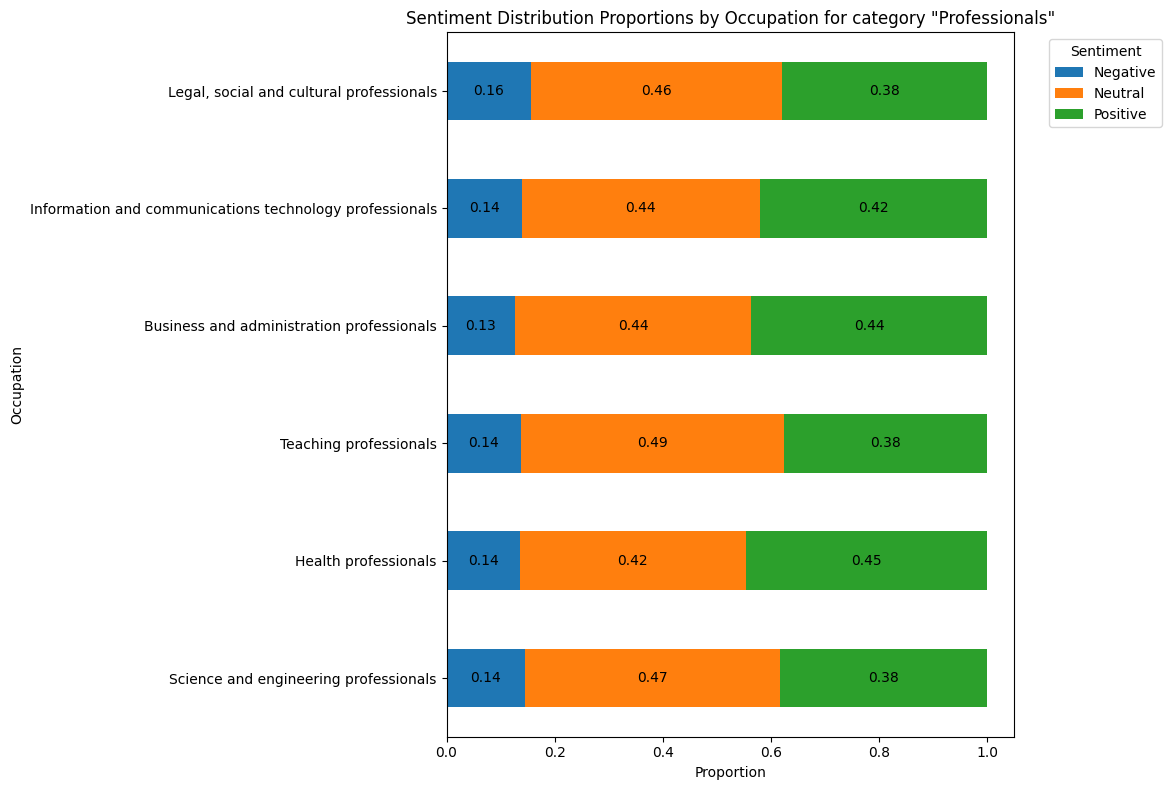 Sentiment Distribution Proportions by Occupation for category "Professionals"
Sentiment
Negative
Neutral
Positive
Occupation
Legal, social and cultural professionals
0.16 0.46 0.38
Information and communications technology professionals
0.14 0.44 0.42
Business and administration professionals
0.13 0.44 0.44
Teaching professionals
0.14 0.49 0.38
Health professionals
0.14 0.42 0.45
Science and engineering professionals
0.14 0.47 0.38
0.0 0.2 0.4 0.6 0.8 1.0
Proportion